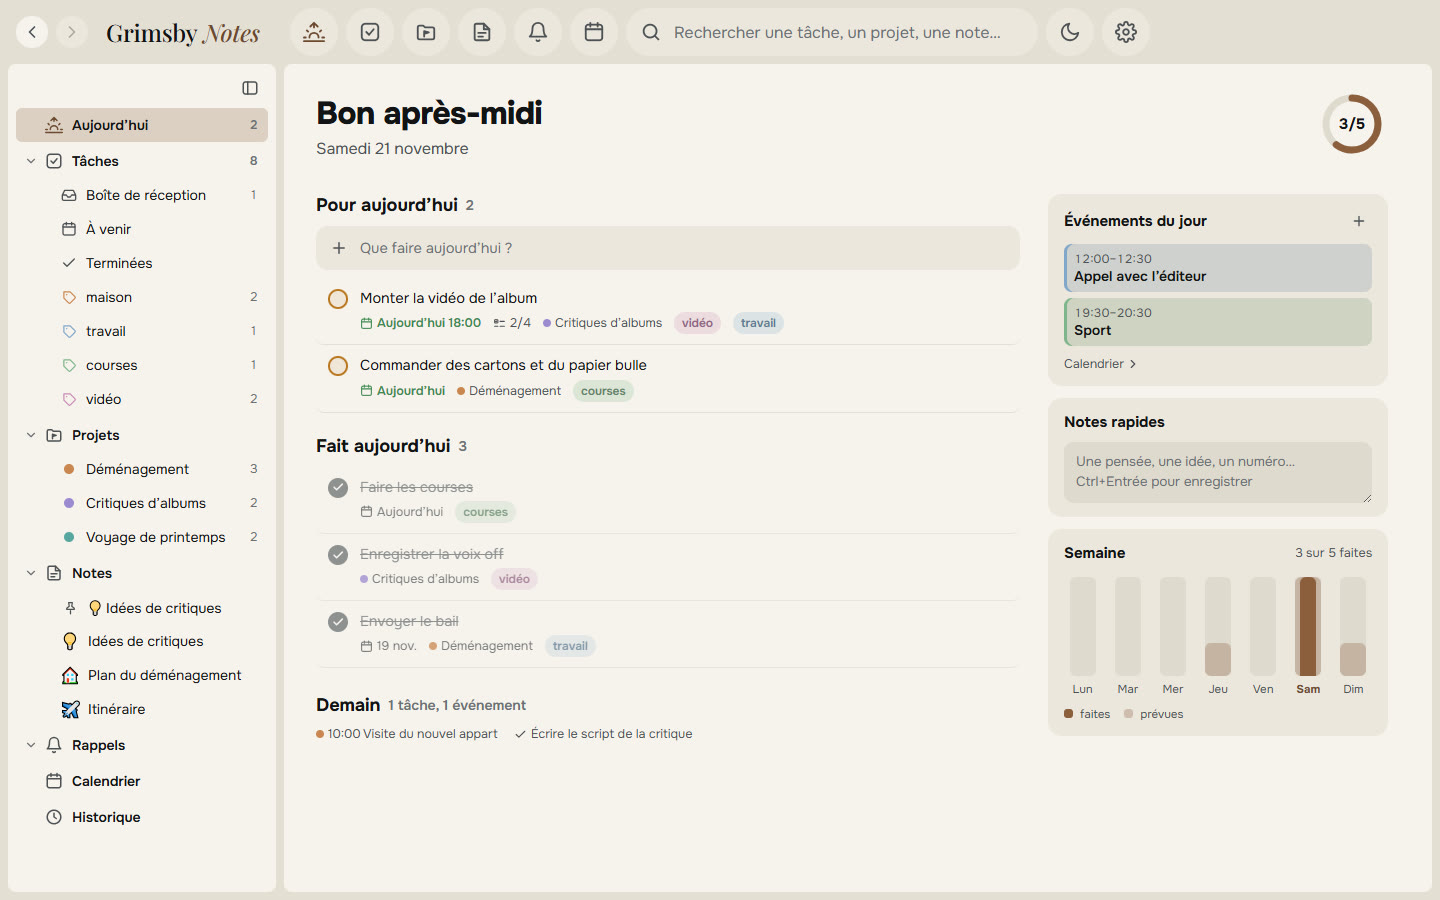 Grimsby Notes
Rechercher une tâche, un projet, une note...
Aujourd’hui 2
Tâches 8
Boîte de réception 1
À venir
Terminées
maison 2
travail 1
courses 1
vidéo 2
Projets
Déménagement 3
Critiques d’albums 2
Voyage de printemps 2
Notes
Idées de critiques
Idées de critiques
Plan du déménagement
Itinéraire
Rappels
Calendrier
Historique
Bon après-midi
Samedi 21 novembre
3/5
Pour aujourd’hui 2
Que faire aujourd’hui ?
Monter la vidéo de l’album
Aujourd’hui 18:00 2/4 Critiques d’albums vidéo travail
Commander des cartons et du papier bulle
Aujourd’hui Déménagement courses
Fait aujourd’hui 3
Faire les courses
Aujourd’hui courses
Enregistrer la voix off
Critiques d’albums vidéo
Envoyer le bail
19 nov. Déménagement travail
Demain 1 tâche, 1 événement
10:00 Visite du nouvel appart Écrire le script de la critique
Événements du jour
12:00–12:30
Appel avec l’éditeur
19:30–20:30
Sport
Calendrier
Notes rapides
Une pensée, une idée, un numéro...
Ctrl+Entrée pour enregistrer
Semaine 3 sur 5 faites
Lun Mar Mer Jeu Ven Sam Dim
faites prévues